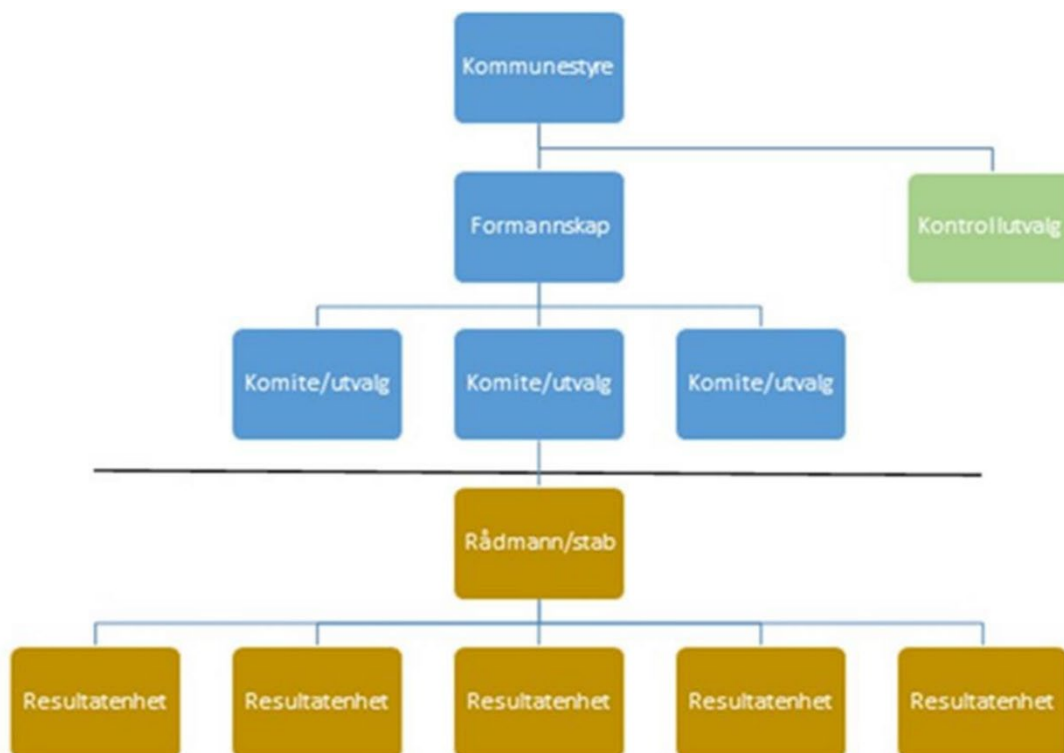 Kommunestyre
Formannskap
Kontrollutvalg
Komite/utvalg
Komite/utvalg
Komite/utvalg
Rådmann/stab
Resultatenhet
Resultatenhet
Resultatenhet
Resultatenhet
Resultatenhet